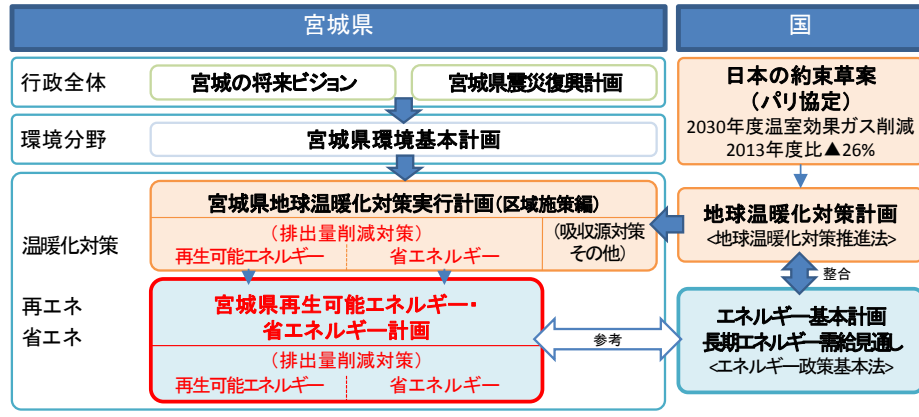 宮城県
国
行政全体
宮城の将来ビジョン
宮城県震災復興計画
環境分野
宮城県環境基本計画
温暖化対策
宮城県地球温暖化対策実行計画(区域施策編)
(排出量削減対策)
再生可能エネルギー
省エネルギー
(吸収源対策
その他)
再エネ
省エネ
宮城県再生可能エネルギー・
省エネルギー計画
(排出量削減対策)
再生可能エネルギー
省エネルギー
参考
日本の約束草案
(パリ協定)
2030年度温室効果ガス削減
2013年度比▲26%
地球温暖化対策計画
<地球温暖化対策推進法>
整合
エネルギー基本計画
長期エネルギー需給見通し
<エネルギー政策基本法>